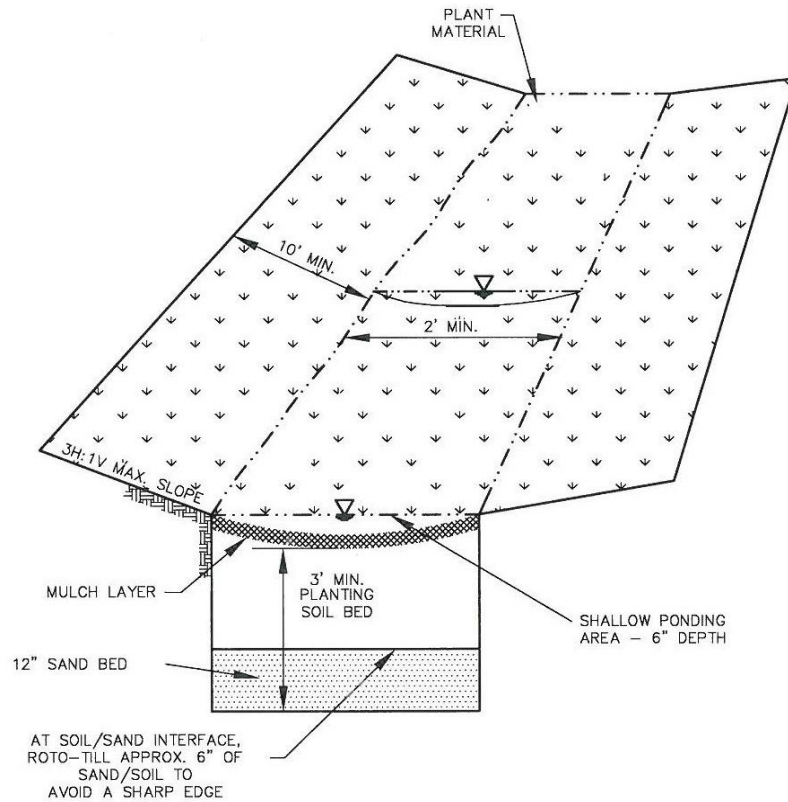 PLANT
MATERIAL
10' MIN.
2' MIN.
3H:1V MAX. SLOPE
MULCH LAYER
3' MIN.
PLANTING
SOIL BED
SHALLOW PONDING
AREA – 6" DEPTH
12" SAND BED
AT SOIL/SAND INTERFACE,
ROTO–TILL APPROX. 6" OF
SAND/SOIL TO
AVOID A SHARP EDGE